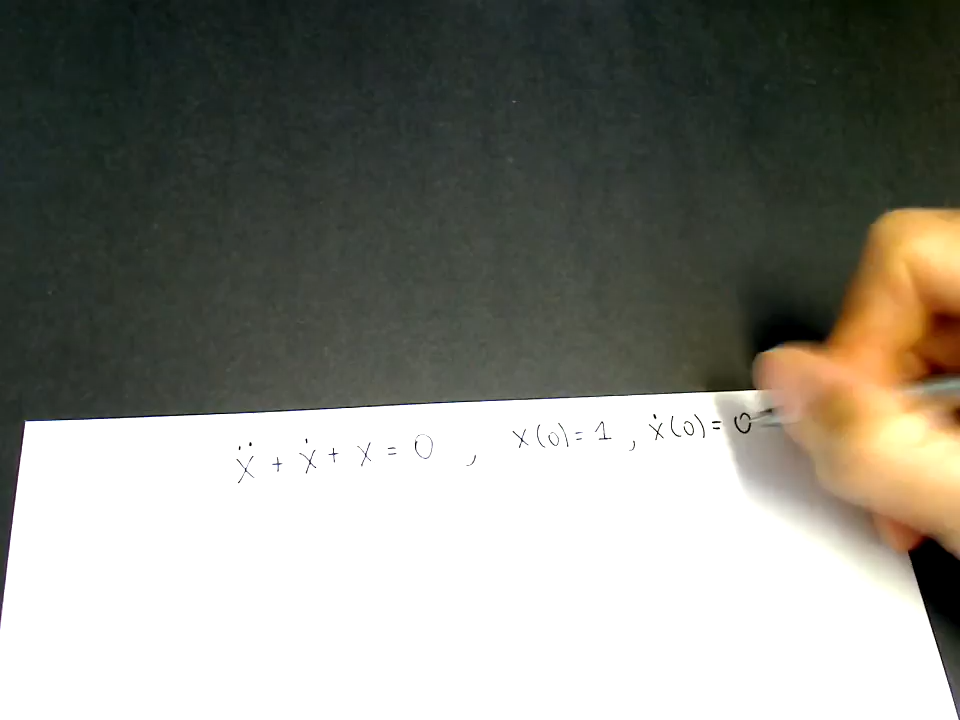 ẍ + ẋ + x = 0 , x(0) = 1 , ẋ(0) = 0